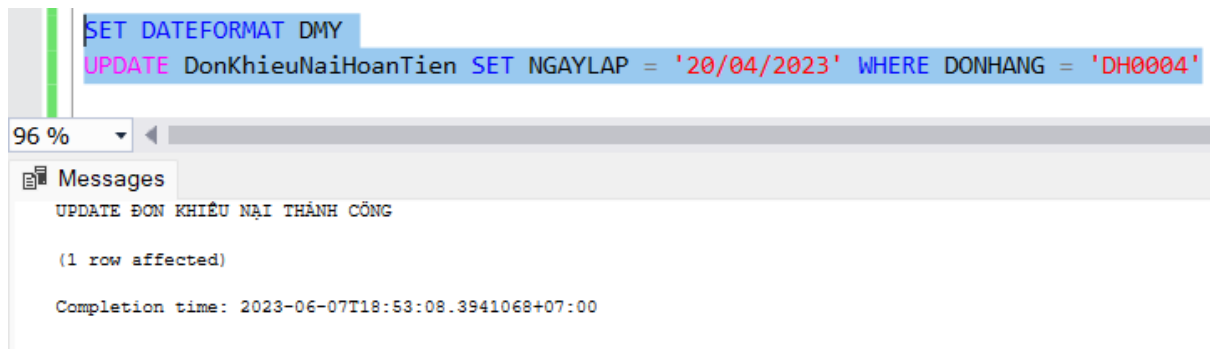 SET DATEFORMAT DMY
UPDATE DonKhieuNaiHoanTien SET NGAYLAP = '20/04/2023' WHERE DONHANG = 'DH0004'
96 %
Messages
UPDATE ĐƠN KHIẾU NẠI THÀNH CÔNG
(1 row affected)
Completion time: 2023-06-07T18:53:08.3941068+07:00